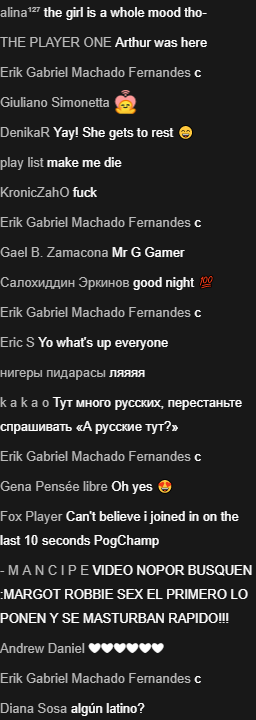 alina¹²⁷ the girl is a whole mood tho-
THE PLAYER ONE Arthur was here
Erik Gabriel Machado Fernandes c
Giuliano Simonetta
DenikaR Yay! She gets to rest 😄
play list make me die
KronicZahO fuck
Erik Gabriel Machado Fernandes c
Gael B. Zamacona Mr G Gamer
Салохиддин Эркинов good night 💯
Erik Gabriel Machado Fernandes c
Eric S Yo what's up everyone
нигеры пидарасы ляяяя
k a k a o Тут много русских, перестаньте
спрашивать «А русские тут?»
Erik Gabriel Machado Fernandes c
Gena Pensée libre Oh yes 😍
Fox Player Can't believe i joined in on the
last 10 seconds PogChamp
- M A N C I P E VIDEO NOPOR BUSQUEN
:MARGOT ROBBIE SEX EL PRIMERO LO
PONEN Y SE MASTURBAN RAPIDO!!!
Andrew Daniel 🤍🤍🤍🤍🤍🤍
Erik Gabriel Machado Fernandes c
Diana Sosa algún latino?